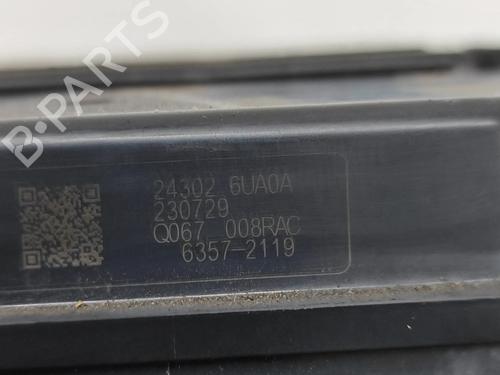 B-PARTS
24302 6UA0A
230729
Q067 008RAC
6357-2119